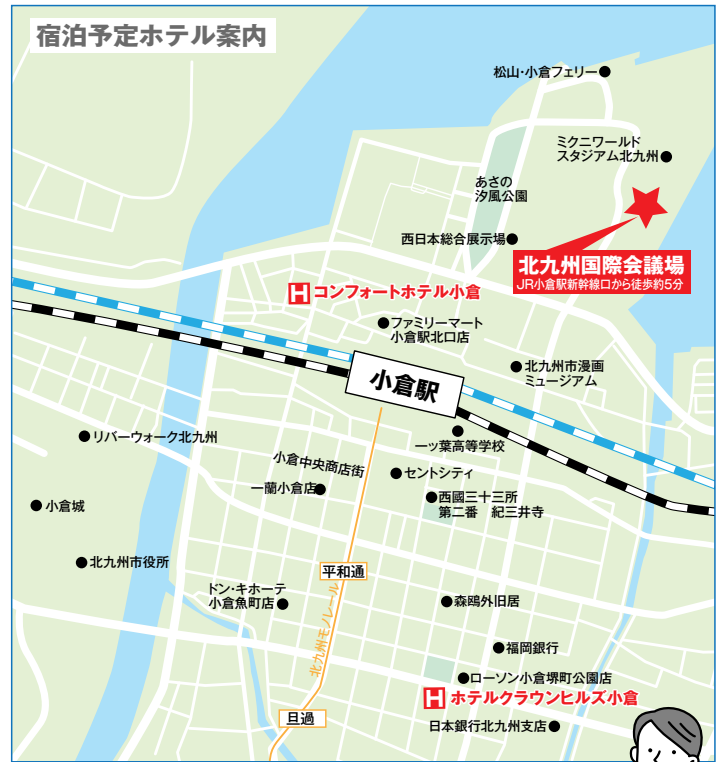 宿泊予定ホテル案内
松山・小倉フェリー
ミクニワールド
スタジアム北九州
あさの
汐風公園
西日本総合展示場
北九州国際会議場
JR小倉駅新幹線口から徒歩約5分
H コンフォートホテル小倉
ファミリーマート
小倉駅北口店
北九州市漫画
ミュージアム
小倉駅
リバーウォーク北九州
一ッ葉高等学校
小倉中央商店街
セントシティ
一蘭小倉店
西國三十三所
第二番 紀三井寺
小倉城
北九州市役所
平和通
ドン・キホーテ
小倉魚町店
森鴎外旧居
北九州モノレール
福岡銀行
ローソン小倉堺町公園店
H ホテルクラウンヒルズ小倉
旦過
日本銀行北九州支店